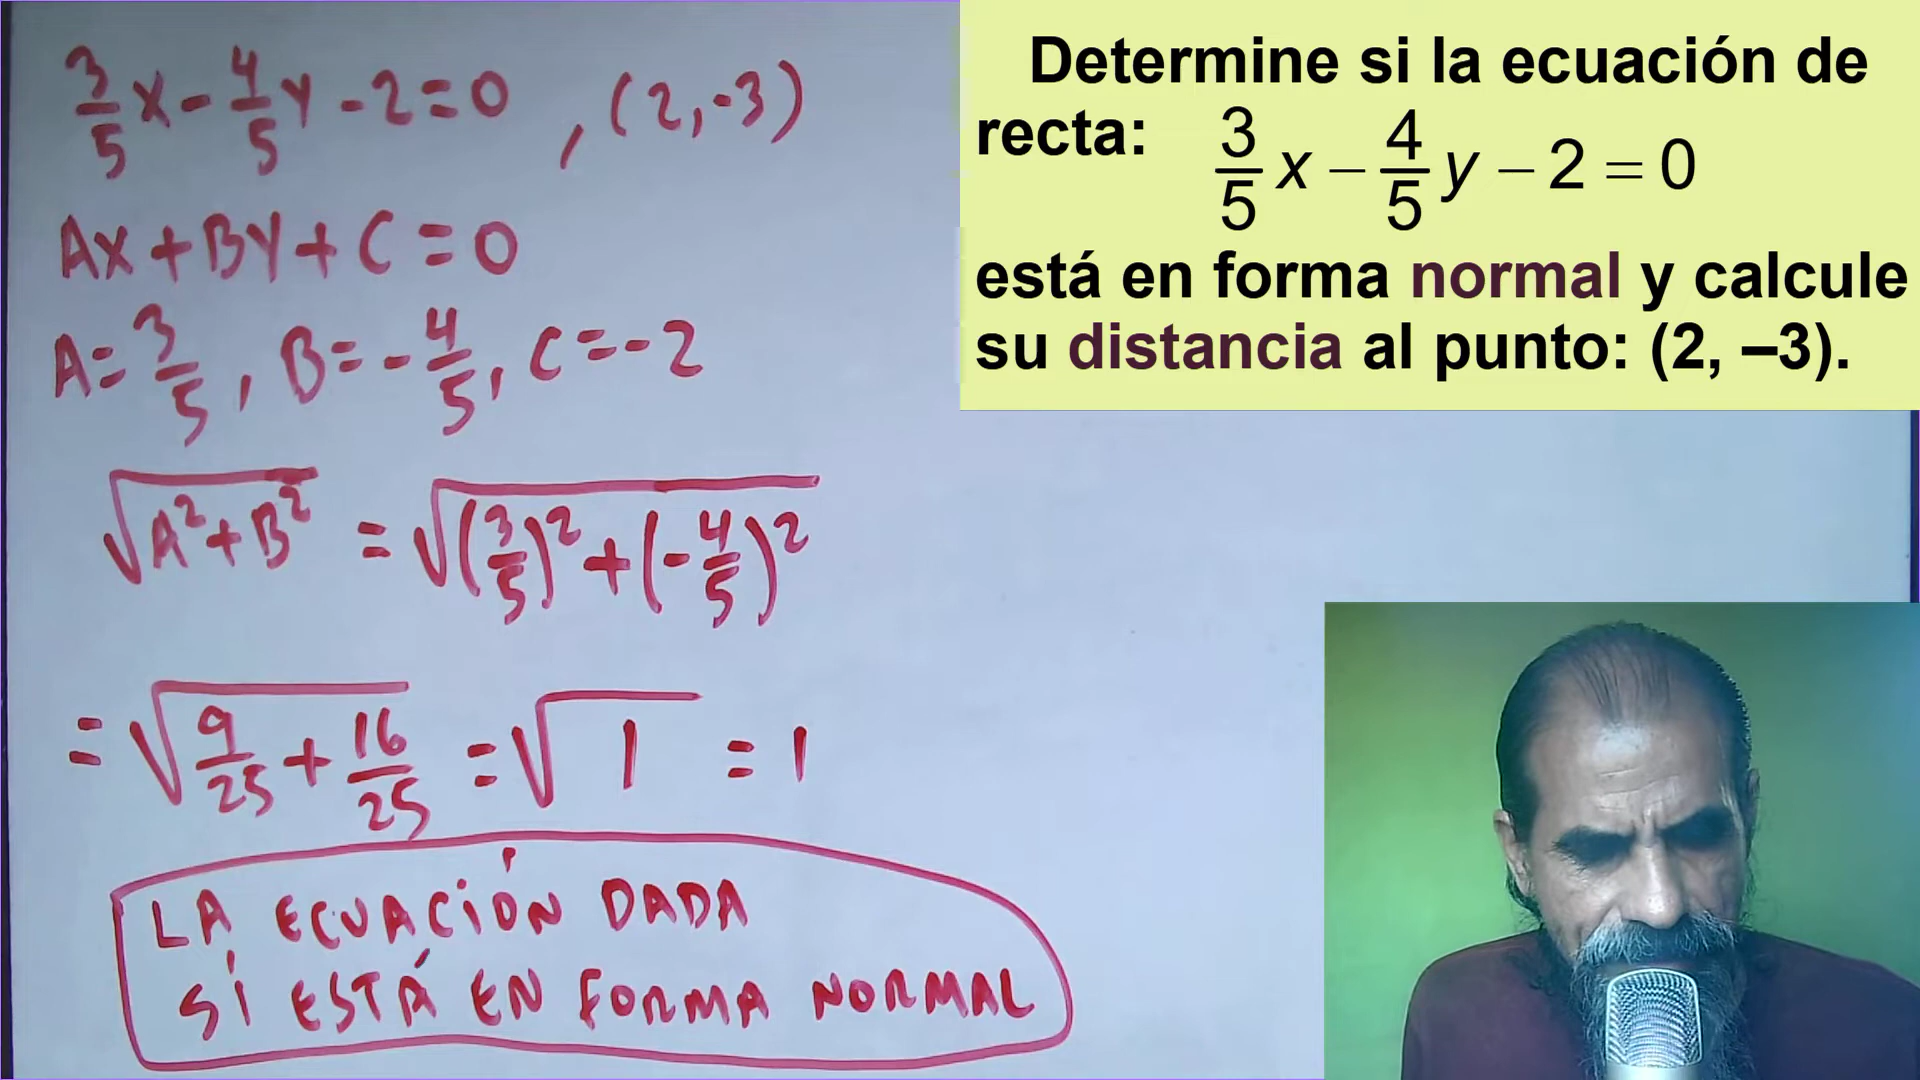 3/5 x - 4/5 y - 2 = 0 , (2, -3)
Ax + By + C = 0
A = 3/5 , B = - 4/5 , C = -2
√(A² + B²) = √((3/5)² + (-4/5)²)
= √(9/25 + 16/25) = √1 = 1
LA ECUACIÓN DADA
SÍ ESTÁ EN FORMA NORMAL
Determine si la ecuación de
recta: 3/5 x – 4/5 y – 2 = 0
está en forma normal y calcule
su distancia al punto: (2, –3).